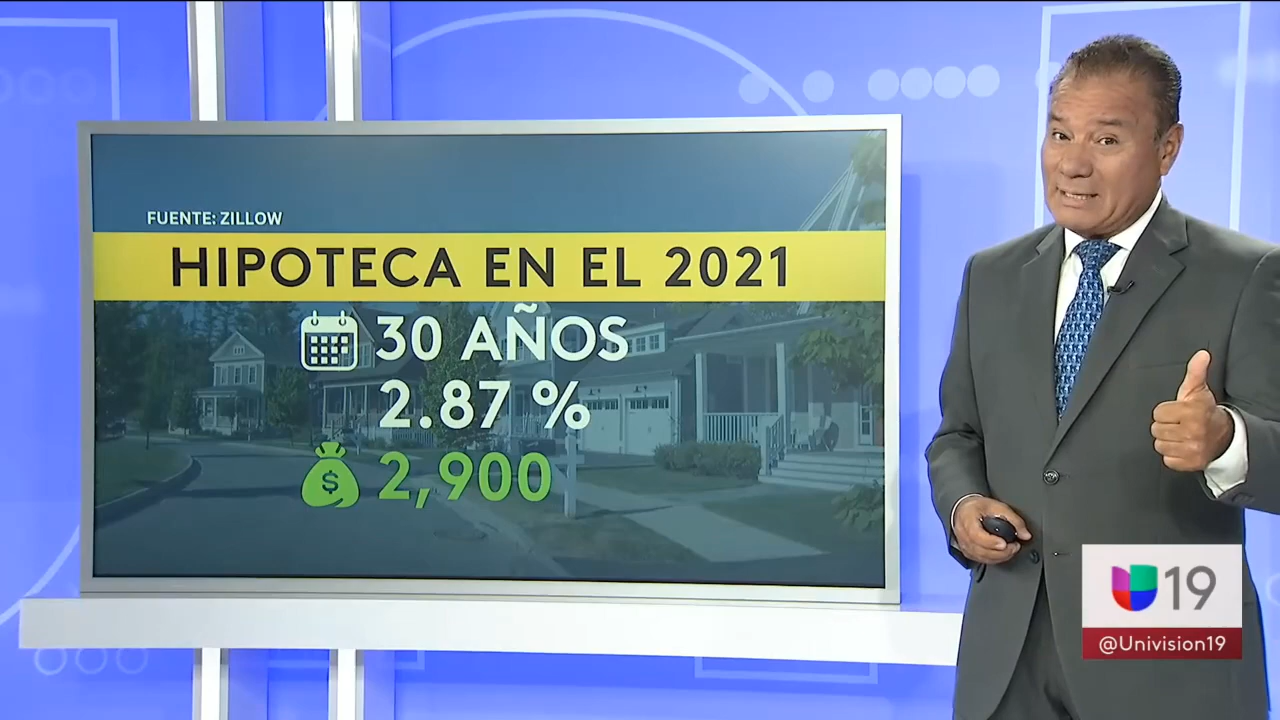 FUENTE: ZILLOW
HIPOTECA EN EL 2021
30 AÑOS
2.87 %
$ 2,900
19
@Univision19